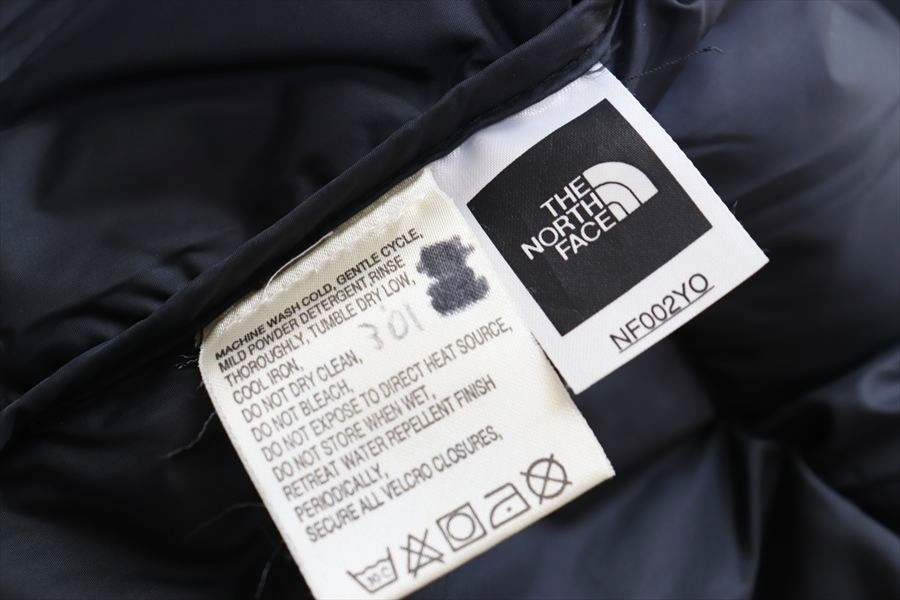 MACHINE WASH COLD, GENTLE CYCLE,
MILD POWDER DETERGENT,RINSE
THOROUGHLY, TUMBLE DRY LOW,
COOL IRON,
DO NOT DRY CLEAN,
DO NOT BLEACH,
DO NOT EXPOSE TO DIRECT HEAT SOURCE,
DO NOT STORE WHEN WET,
RETREAT WATER REPELLENT FINISH
PERIODICALLY,
SECURE ALL VELCRO CLOSURES,
301
30°C
THE
NORTH
FACE
NF002YO